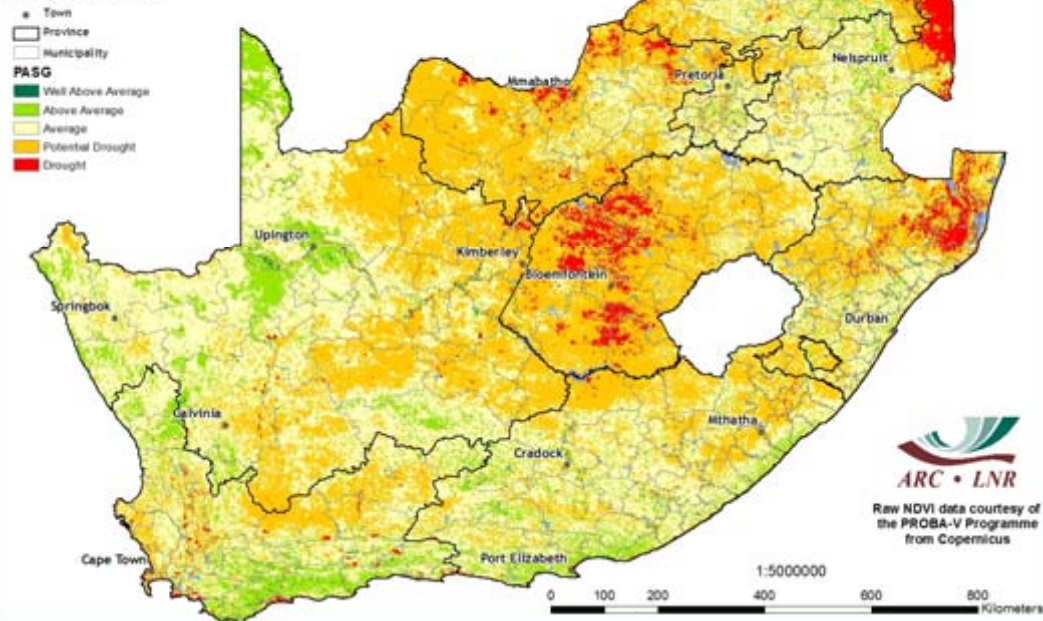 Town
Province
Municipality
PASG
Well Above Average
Above Average
Average
Potential Drought
Drought
Mmabatho
Pretoria
Nelspruit
Upington
Kimberley
Bloemfontein
Springbok
Durban
Calvinia
Mthatha
Cradock
Cape Town
Port Elizabeth
ARC • LNR
Raw NDVI data courtesy of
the PROBA-V Programme
from Copernicus
1:5000000
0 100 200 400 600 800
Kilometers